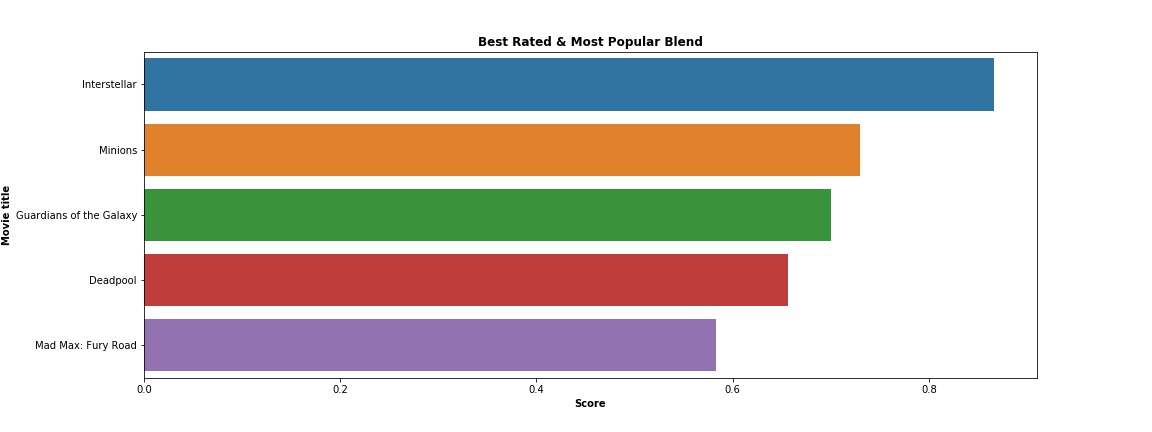 Best Rated & Most Popular Blend
Movie title
Interstellar
Minions
Guardians of the Galaxy
Deadpool
Mad Max: Fury Road
0.0 0.2 0.4 0.6 0.8
Score